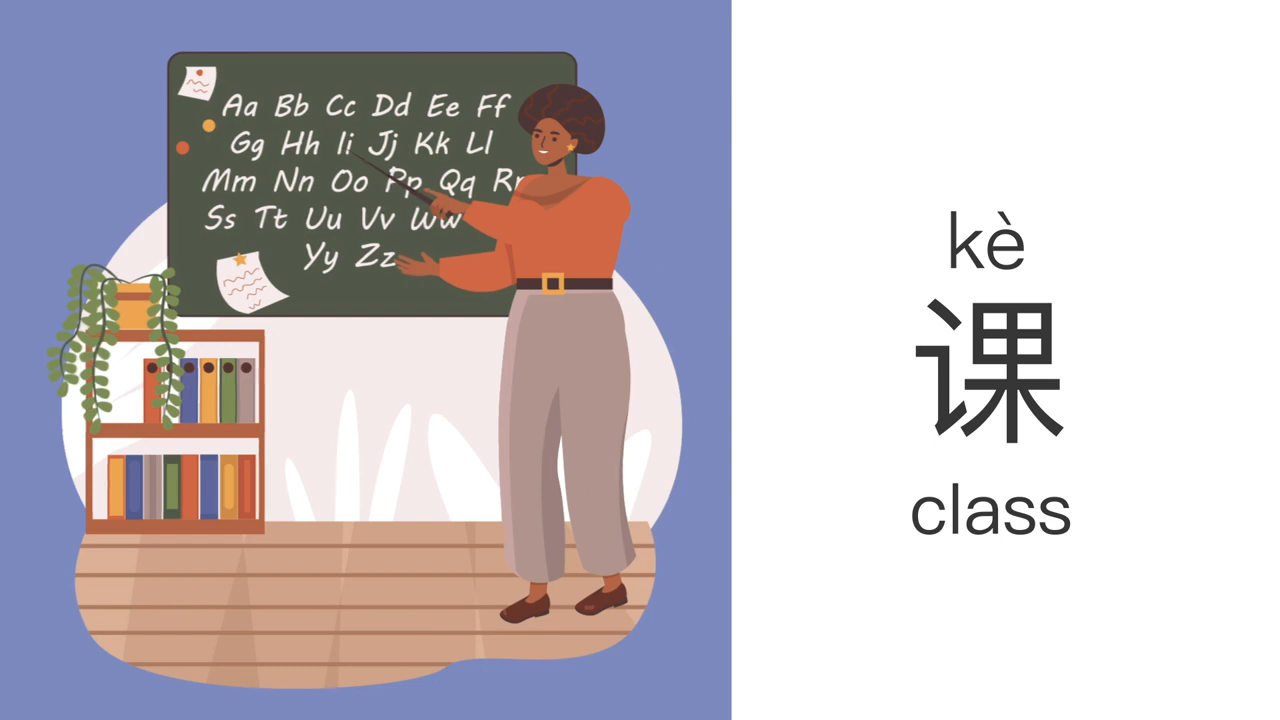 Aa Bb Cc Dd Ee Ff
Gg Hh Ii Jj Kk Ll
Mm Nn Oo Pp Qq Rr
Ss Tt Uu Vv Ww
Yy Zz
kè
课
class